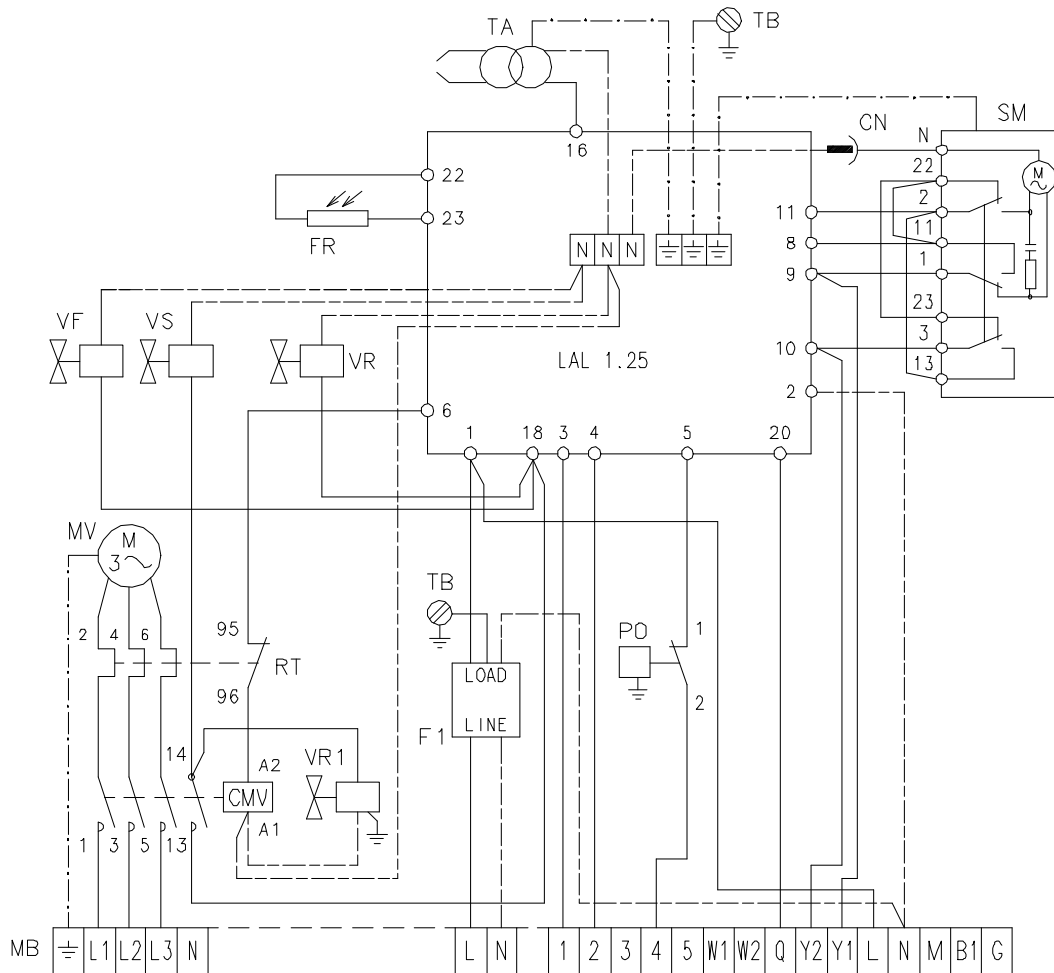 TA
TB
CN
SM
16
N
22
22
M
2
23
11
11
FR
8
1
N N N
9
23
VF
VS
VR
3
10
LAL 1.25
13
2
6
1
18
3
4
5
20
MV
M
3
TB
2
4
6
95
PO
1
RT
LOAD
96
2
LINE
F1
14
VR1
A2
CMV
A1
1
3
5
13
MB
L1 L2 L3 N
L N
1 2 3 4 5 W1 W2 Q Y2 Y1 L N M B1 G